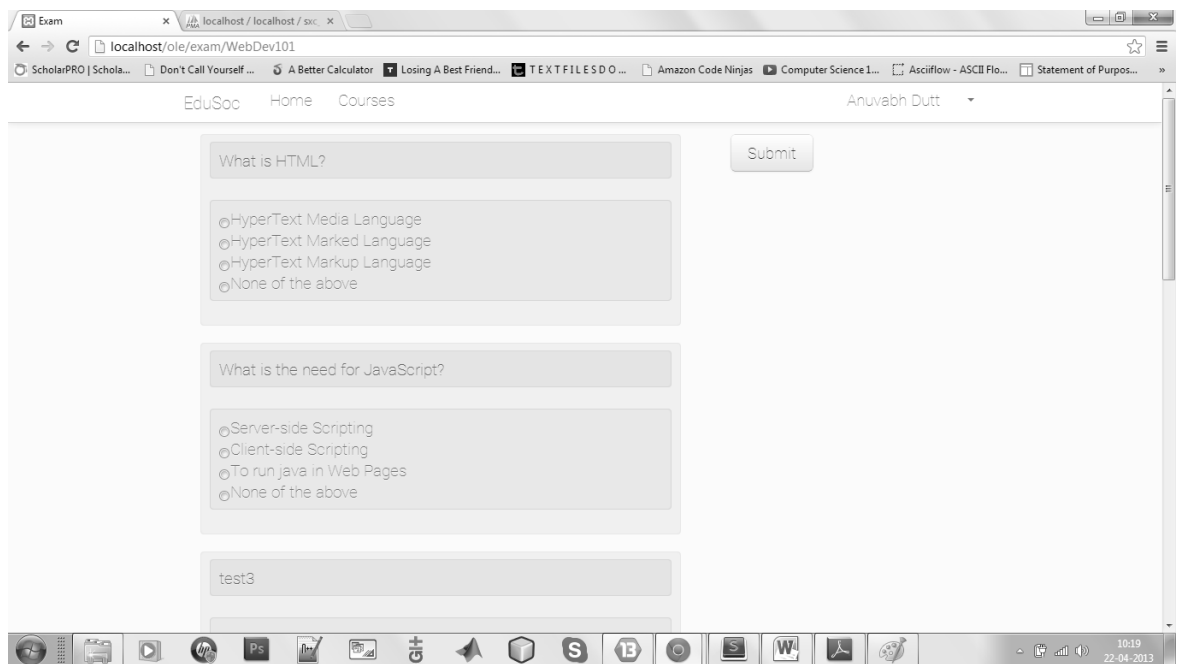 Exam
localhost / localhost / sxc_
localhost/ole/exam/WebDev101
ScholarPRO | Schola...
Don't Call Yourself ...
A Better Calculator
Losing A Best Friend...
T E X T F I L E S D O ...
Amazon Code Ninjas
Computer Science 1...
Asciiflow - ASCII Flo...
Statement of Purpos...
»
EduSoc
Home
Courses
Anuvabh Dutt
What is HTML?
Submit
HyperText Media Language
HyperText Marked Language
HyperText Markup Language
None of the above
What is the need for JavaScript?
Server-side Scripting
Client-side Scripting
To run java in Web Pages
None of the above
test3
hp
Ps
git
S
W
10:19
22-04-2013